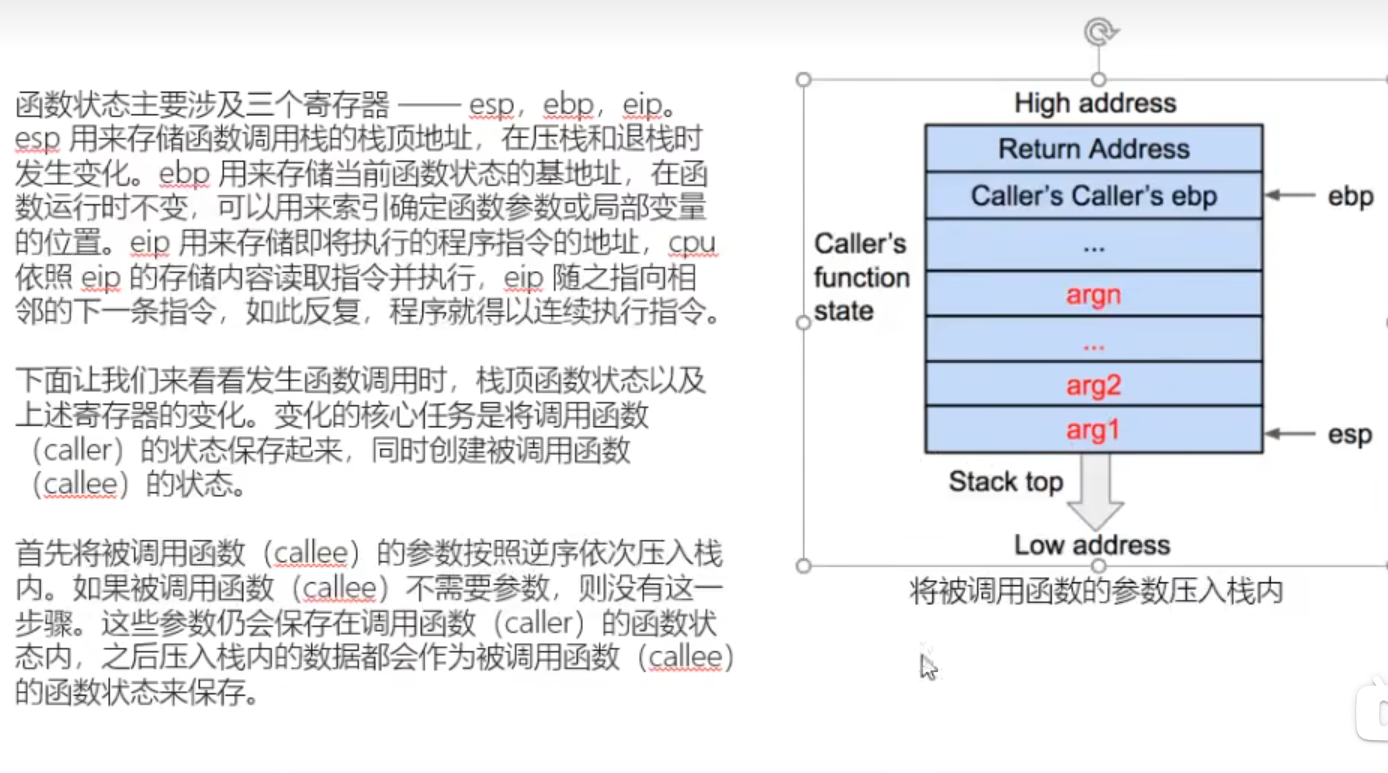 函数状态主要涉及三个寄存器 —— esp，ebp，eip。
esp 用来存储函数调用栈的栈顶地址，在压栈和退栈时
发生变化。ebp 用来存储当前函数状态的基地址，在函
数运行时不变，可以用来索引确定函数参数或局部变量
的位置。eip 用来存储即将执行的程序指令的地址，cpu
依照 eip 的存储内容读取指令并执行，eip 随之指向相
邻的下一条指令，如此反复，程序就得以连续执行指令。
下面让我们来看看发生函数调用时，栈顶函数状态以及
上述寄存器的变化。变化的核心任务是将调用函数
（caller）的状态保存起来，同时创建被调用函数
（callee）的状态。
首先将被调用函数（callee）的参数按照逆序依次压入栈
内。如果被调用函数（callee）不需要参数，则没有这一
步骤。这些参数仍会保存在调用函数（caller）的函数状
态内，之后压入栈内的数据都会作为被调用函数（callee）
的函数状态来保存。
High address
Return Address
Caller's Caller's ebp
ebp
...
Caller's
function
state
argn
...
arg2
arg1
esp
Stack top
Low address
将被调用函数的参数压入栈内